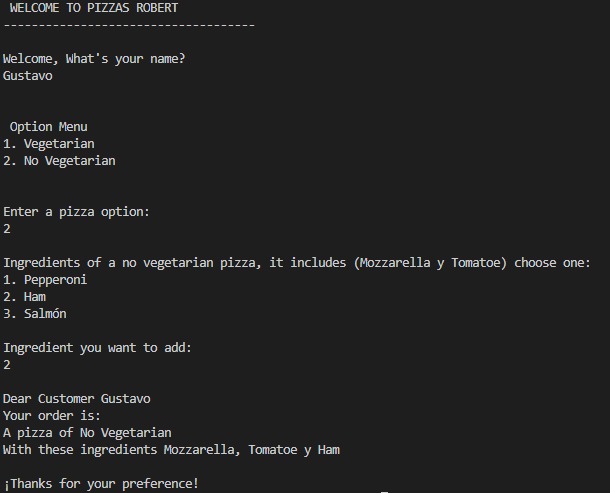 WELCOME TO PIZZAS ROBERT
------------------------------------
Welcome, What's your name?
Gustavo
Option Menu
1. Vegetarian
2. No Vegetarian
Enter a pizza option:
2
Ingredients of a no vegetarian pizza, it includes (Mozzarella y Tomatoe) choose one:
1. Pepperoni
2. Ham
3. Salmón
Ingredient you want to add:
2
Dear Customer Gustavo
Your order is:
A pizza of No Vegetarian
With these ingredients Mozzarella, Tomatoe y Ham
¡Thanks for your preference!